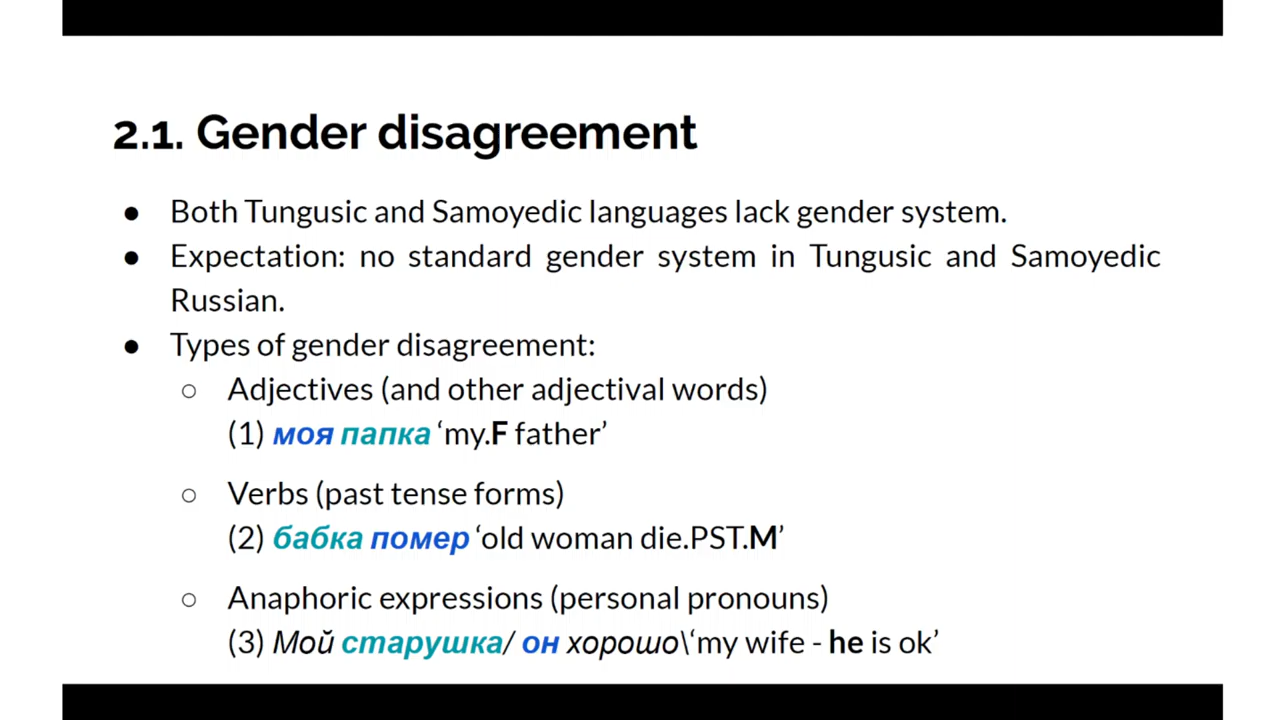 2.1. Gender disagreement
● Both Tungusic and Samoyedic languages lack gender system.
● Expectation: no standard gender system in Tungusic and Samoyedic
Russian.
● Types of gender disagreement:
○ Adjectives (and other adjectival words)
(1) моя папка ‘my.F father’
○ Verbs (past tense forms)
(2) бабка помер ‘old woman die.PST.M’
○ Anaphoric expressions (personal pronouns)
(3) Мой старушка/ он хорошо\‘my wife - he is ok’